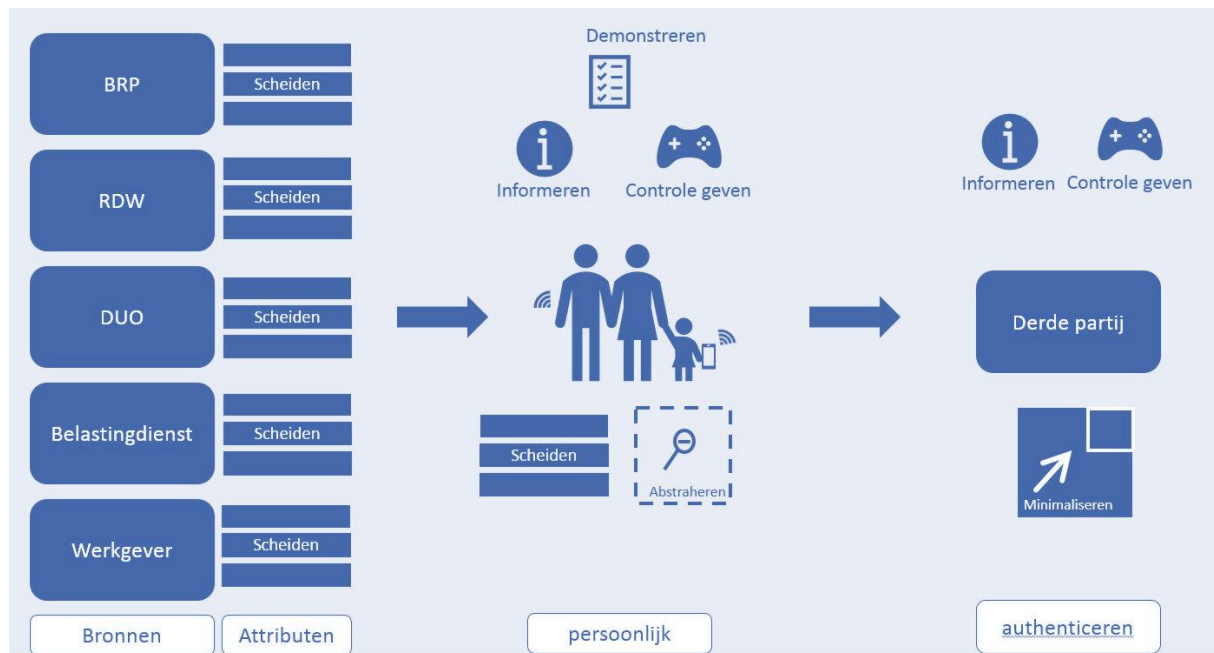 BRP
Scheiden
RDW
Scheiden
DUO
Scheiden
Belastingdienst
Scheiden
Werkgever
Scheiden
Bronnen
Attributen
Demonstreren
Informeren
Controle geven
Scheiden
Abstraheren
persoonlijk
Informeren
Controle geven
Derde partij
Minimaliseren
authenticeren